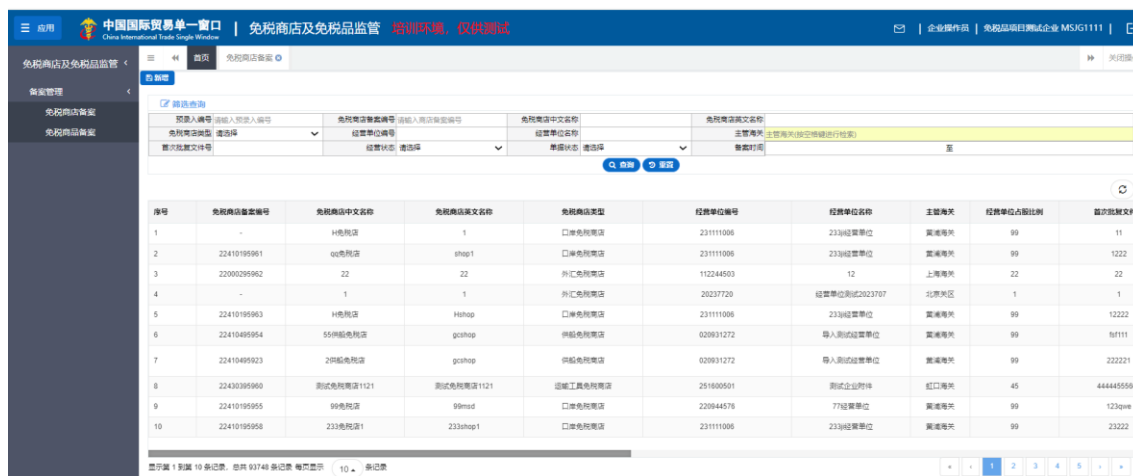 应用 中国国际贸易单一窗口 China International Trade Single Window | 免税商店及免税品监管 培训环境，仅供测试 | 企业操作员 | 免税品项目测试企业 MSJG1111 |
免税商店及免税品监管
首页 免税商店备案 关闭操
新增
备案管理
筛选查询
免税商店备案
预录入编号 请输入预录入编号 免税商店备案编号 请输入商店备案编号 免税商店中文名称 免税商店英文名称
免税商品备案
免税商店类型 请选择 经营单位编号 经营单位名称 主管海关 主管海关(按空格键进行检索)
首次批复文件号 经营状态 请选择 单据状态 请选择 备案时间 至
查询 重置
序号 免税商店备案编号 免税商店中文名称 免税商店英文名称 免税商店类型 经营单位编号 经营单位名称 主管海关 经营单位占股比例 首次批复文件
1 - H免税店 1 口岸免税商店 231111006 233jj经营单位 黄浦海关 99 11
2 22410195961 qq免税店 shop1 口岸免税商店 231111006 233jj经营单位 黄浦海关 99 1222
3 22000295962 22 22 外汇免税商店 112244503 12 上海海关 22 22
4 - 1 1 外汇免税商店 20237720 经营单位测试2023707 北京关区 1 1
5 22410195963 H免税店 Hshop 口岸免税商店 231111006 233jj经营单位 黄浦海关 99 12222
6 22410495954 55供船免税店 gcshop 供船免税商店 020931272 导入测试经营单位 黄浦海关 99 fsf111
7 22410495923 2供船免税店 gcshop 供船免税商店 020931272 导入测试经营单位 黄浦海关 99 222221
8 22430395960 测试免税商店1121 测试免税商店1121 运输工具免税商店 251600501 测试企业附件 虹口海关 45 444445556
9 22410195955 99免税店 99msd 口岸免税商店 220944576 77经营单位 黄浦海关 99 123qwe
10 22410195958 233免税店1 233shop1 口岸免税商店 231111006 233jj经营单位 黄浦海关 99 23222
显示第 1 到第 10 条记录，总共 93748 条记录 每页显示 10 条记录 1 2 3 4 5